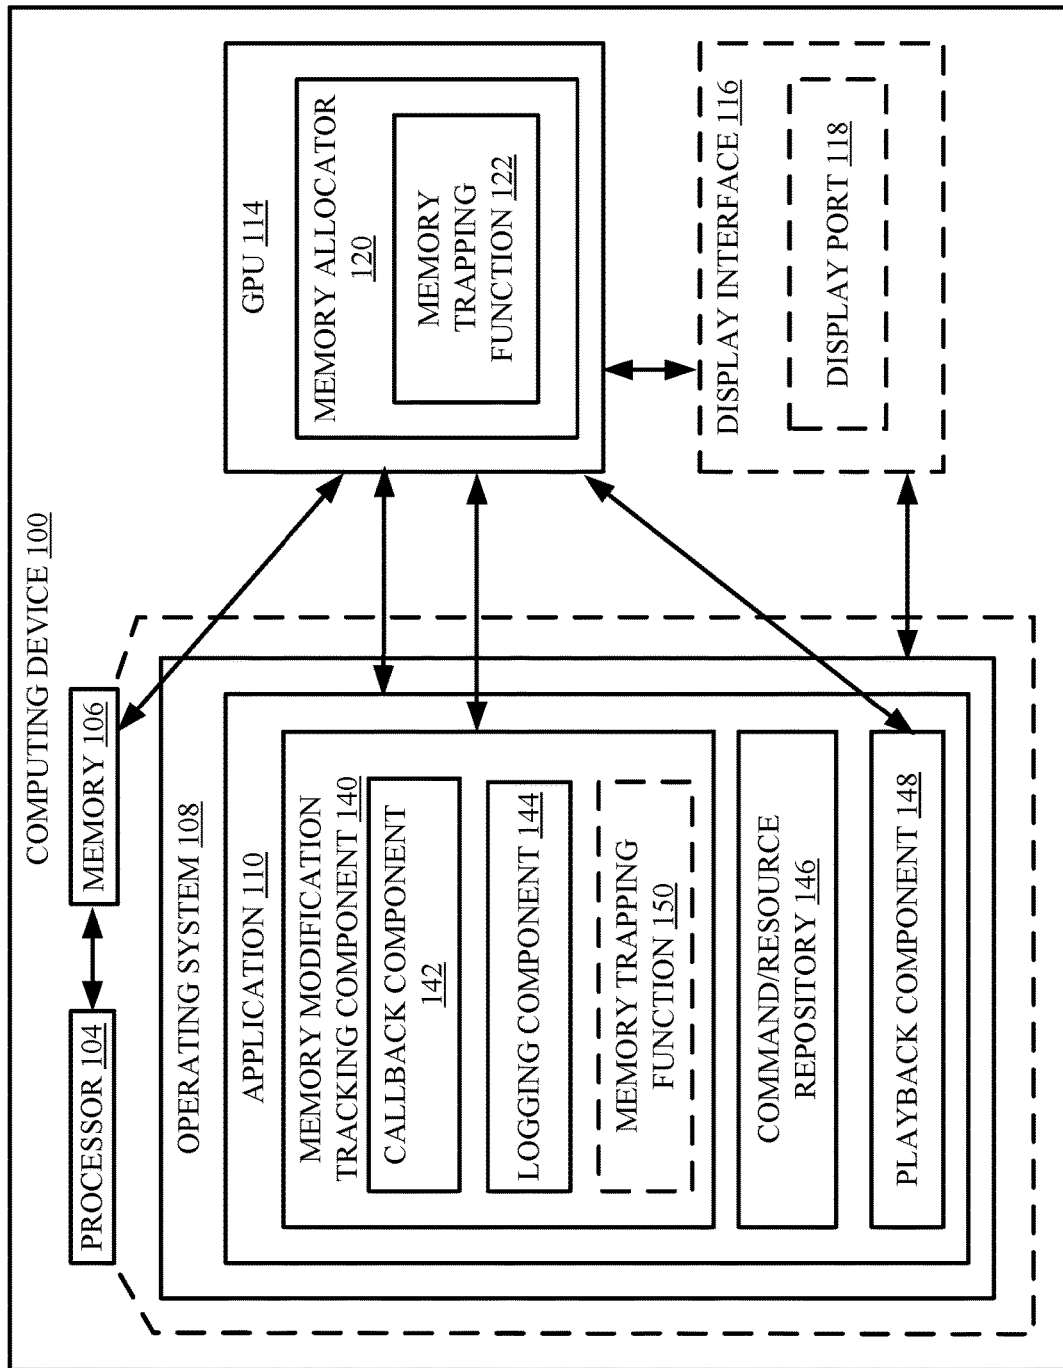 COMPUTING DEVICE 100
PROCESSOR 104
MEMORY 106
OPERATING SYSTEM 108
APPLICATION 110
MEMORY MODIFICATION
TRACKING COMPONENT 140
CALLBACK COMPONENT
142
LOGGING COMPONENT 144
MEMORY TRAPPING
FUNCTION 150
COMMAND/RESOURCE
REPOSITORY 146
PLAYBACK COMPONENT 148
GPU 114
MEMORY ALLOCATOR
120
MEMORY
TRAPPING
FUNCTION 122
DISPLAY INTERFACE 116
DISPLAY PORT 118